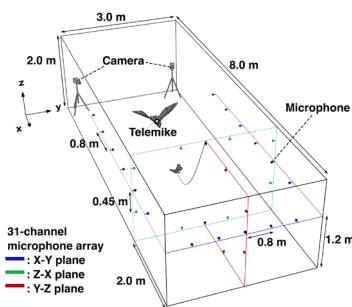 3.0 m
2.0 m
Camera
8.0 m
z
y
x
Microphone
Telemike
0.8 m
0.45 m
31-channel
microphone array
: X-Y plane
: Z-X plane
: Y-Z plane
0.8 m
1.2 m
2.0 m